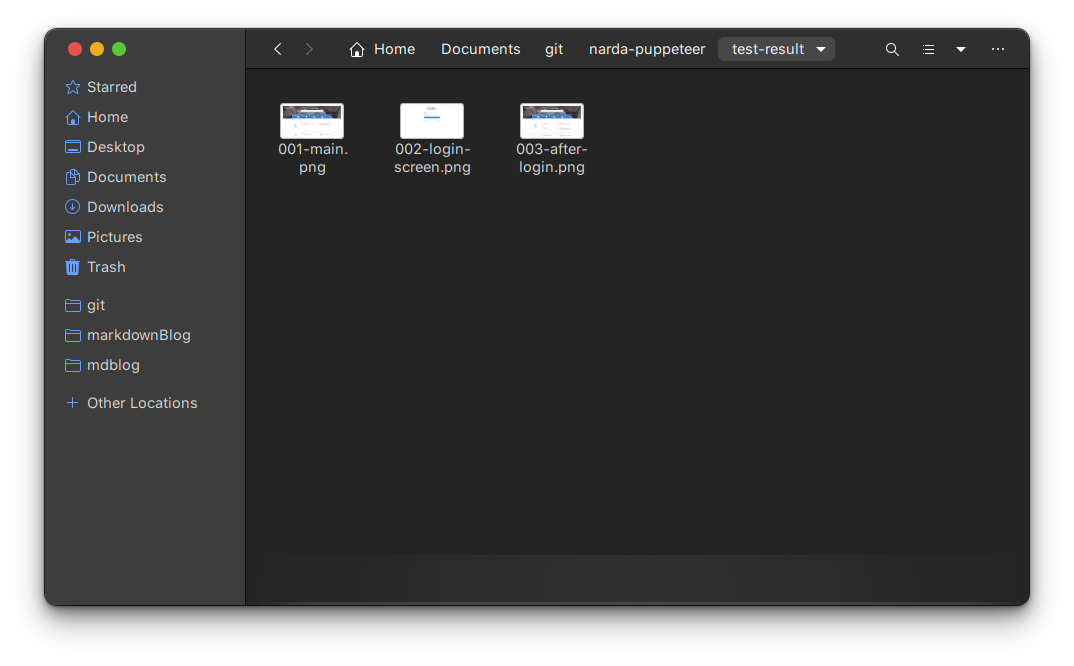 Home Documents git narda-puppeteer test-result
Starred
Home
Desktop
Documents
Downloads
Pictures
Trash
git
markdownBlog
mdblog
Other Locations
001-main.
png
002-login-
screen.png
003-after-
login.png